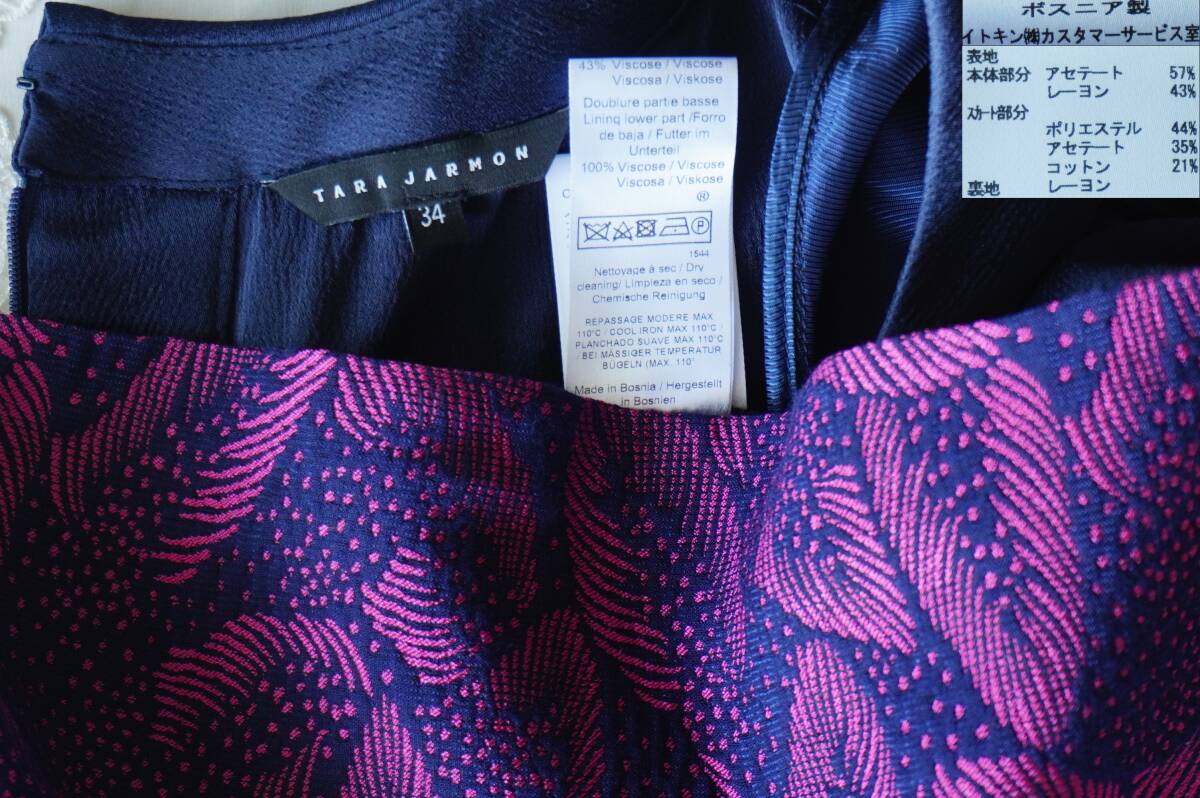 TARA JARMON
34
43% Viscose / Viscose
Viscosa / Viskose
Doublure partie basse
Lining lower part /Forro
de baja / Futter im
Unterteil
100% Viscose / Viscose
Viscosa / Viskose
®
P
1544
Nettoyage à sec / Dry
cleaning/ Limpieza en seco /
Chemische Reinigung
REPASSAGE MODERE MAX
110°C / COOL IRON MAX 110°C
PLANCHADO SUAVE MAX 110°C
/ BEI MÄSSIGER TEMPERATUR
BÜGELN (MAX. 110°
Made in Bosnia / Hergestellt
in Bosnien
ボスニア製
イトキン㈱カスタマーサービス室
表地
本体部分 アセテート 57%
レーヨン 43%
スカート部分
ポリエステル 44%
アセテート 35%
コットン 21%
裏地 レーヨン